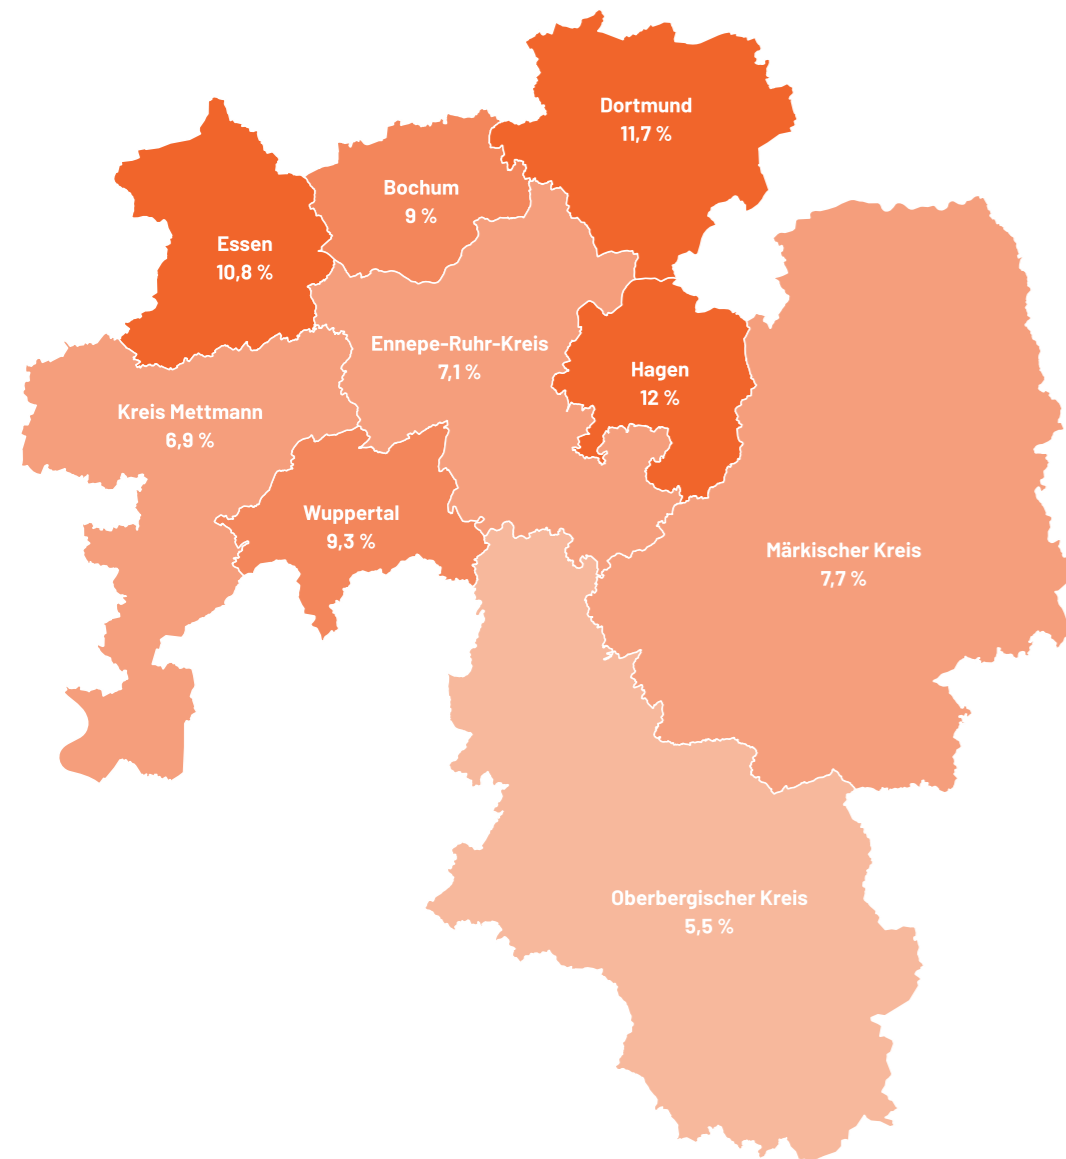 Dortmund
11,7 %
Bochum
9 %
Essen
10,8 %
Ennepe-Ruhr-Kreis
7,1 %
Hagen
12 %
Kreis Mettmann
6,9 %
Wuppertal
9,3 %
Märkischer Kreis
7,7 %
Oberbergischer Kreis
5,5 %